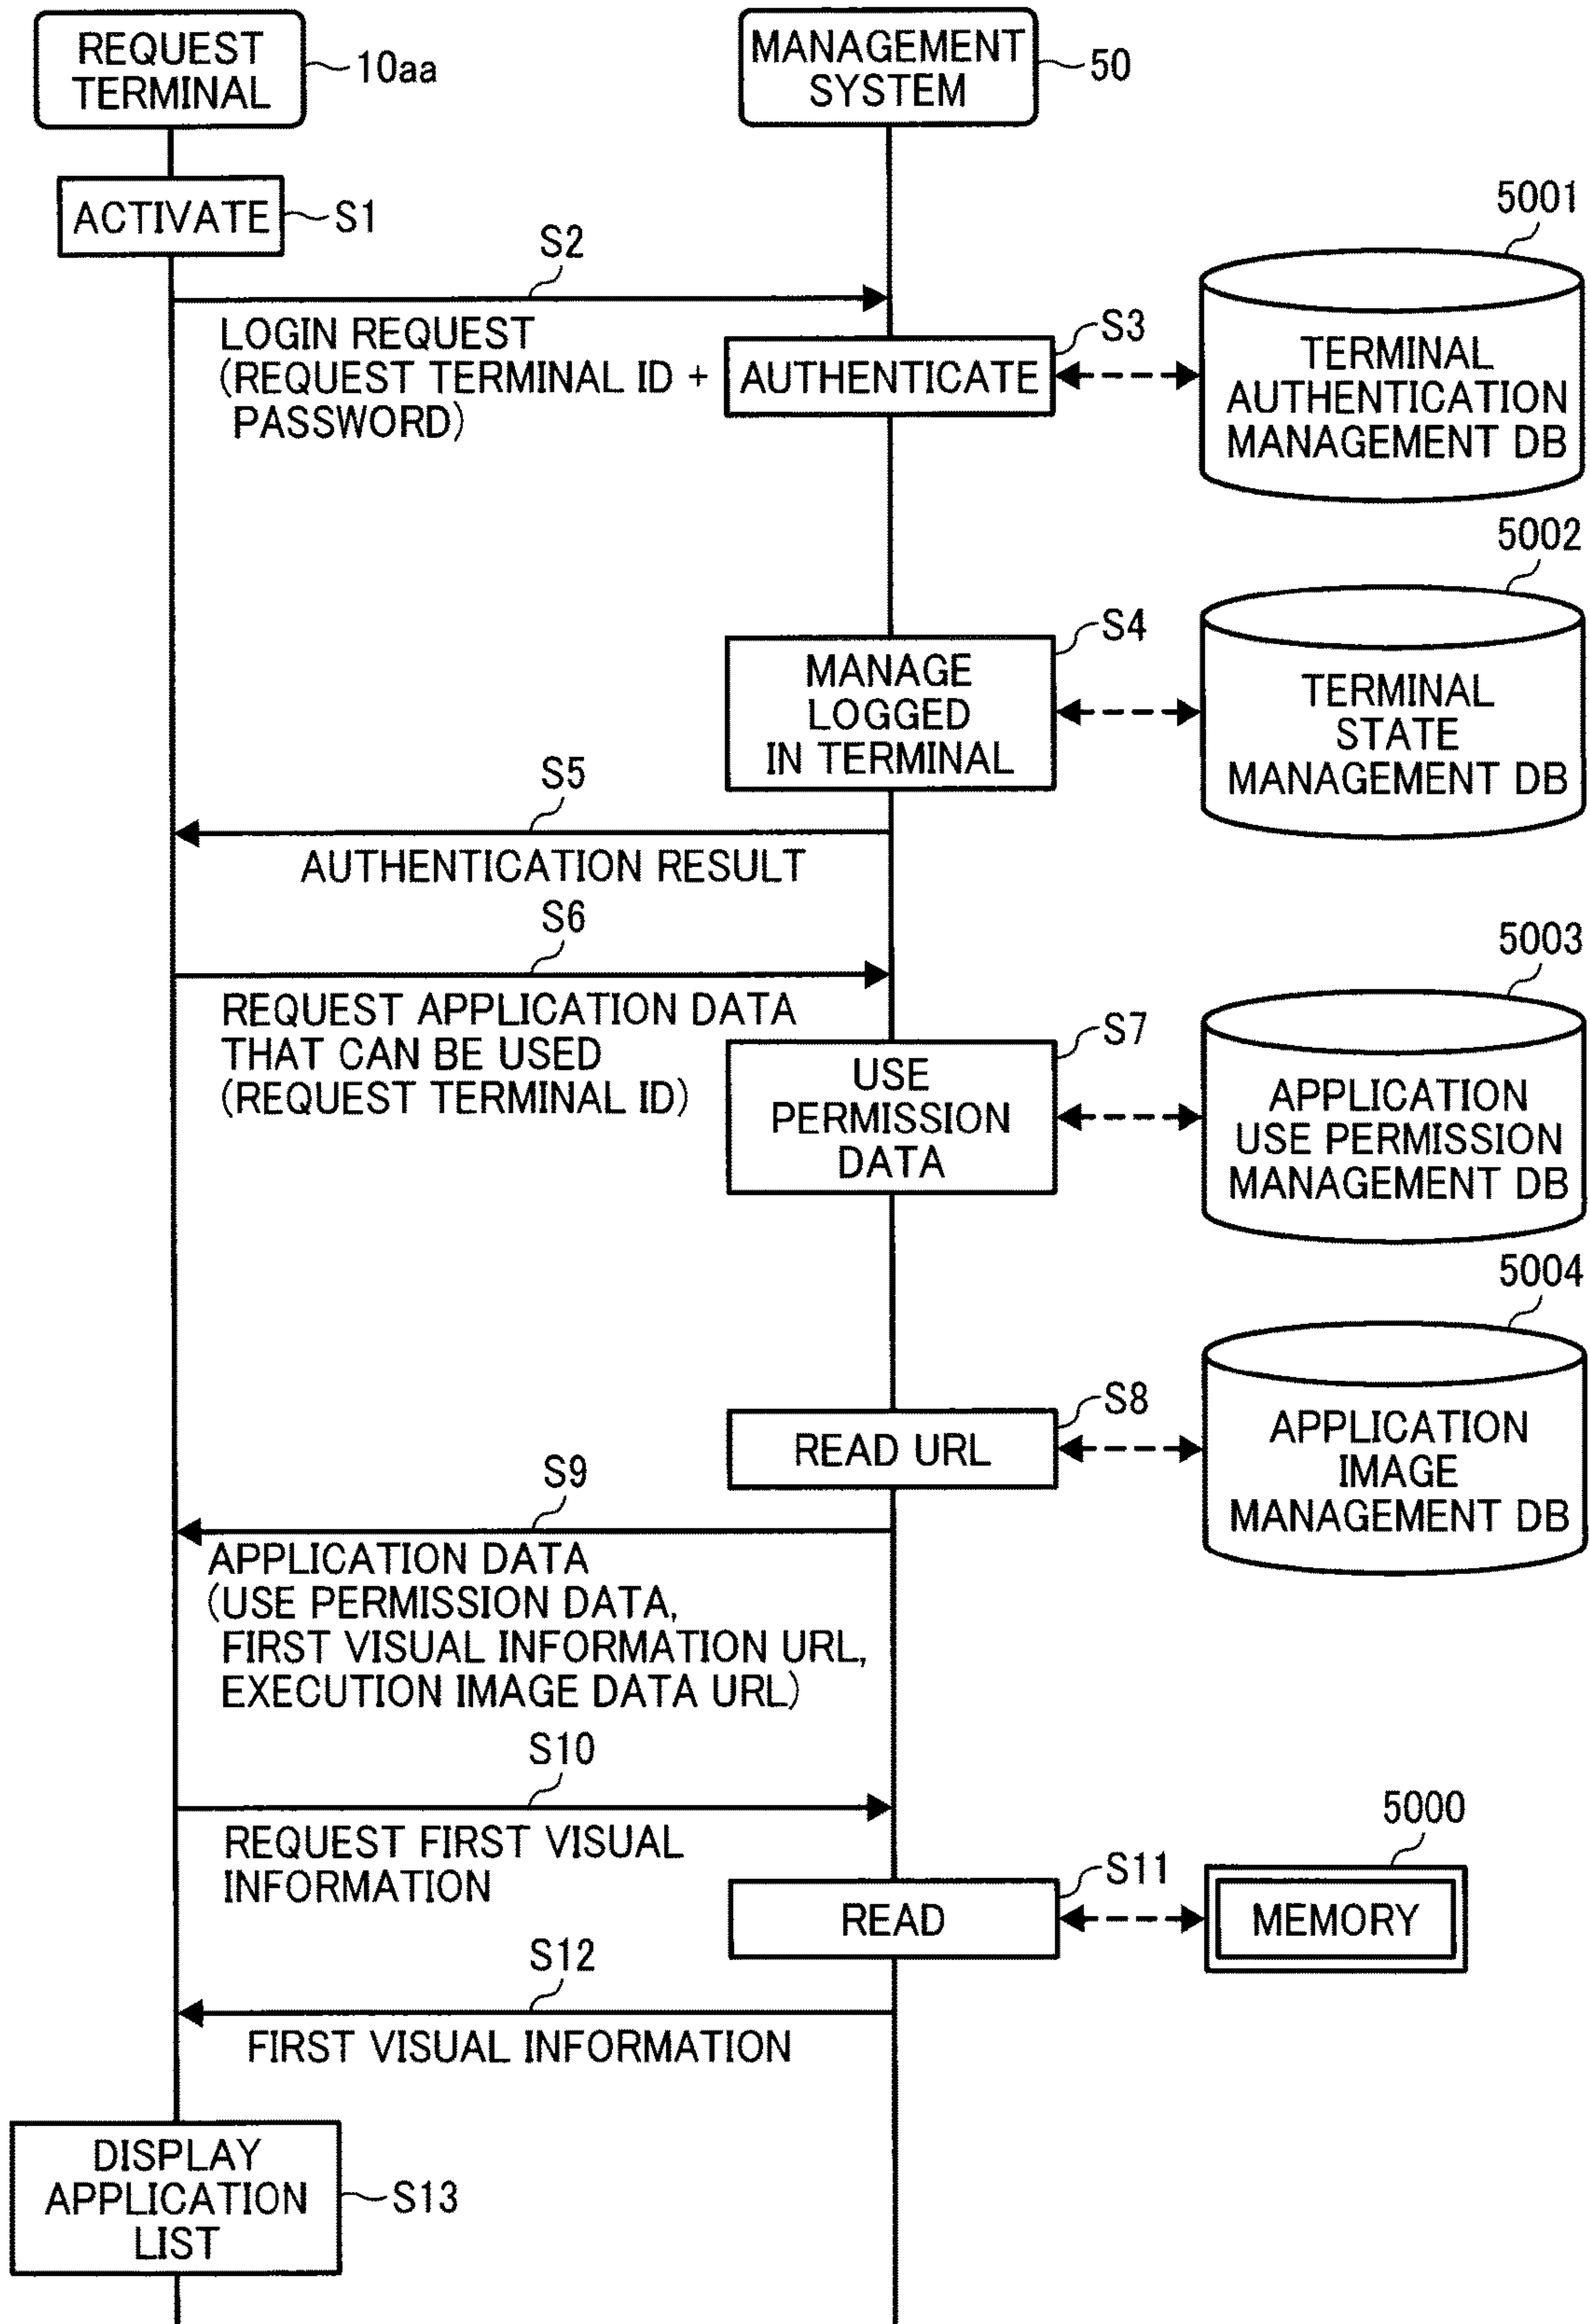 REQUEST
TERMINAL
10aa
MANAGEMENT
SYSTEM
50
ACTIVATE
S1
S2
LOGIN REQUEST
(REQUEST TERMINAL ID +
PASSWORD)
AUTHENTICATE
S3
5001
TERMINAL
AUTHENTICATION
MANAGEMENT DB
MANAGE
LOGGED
IN TERMINAL
S4
5002
TERMINAL
STATE
MANAGEMENT DB
S5
AUTHENTICATION RESULT
S6
REQUEST APPLICATION DATA
THAT CAN BE USED
(REQUEST TERMINAL ID)
USE
PERMISSION
DATA
S7
5003
APPLICATION
USE PERMISSION
MANAGEMENT DB
READ URL
S8
5004
APPLICATION
IMAGE
MANAGEMENT DB
S9
APPLICATION DATA
(USE PERMISSION DATA,
FIRST VISUAL INFORMATION URL,
EXECUTION IMAGE DATA URL)
S10
REQUEST FIRST VISUAL
INFORMATION
READ
S11
5000
MEMORY
S12
FIRST VISUAL INFORMATION
DISPLAY
APPLICATION
LIST
S13